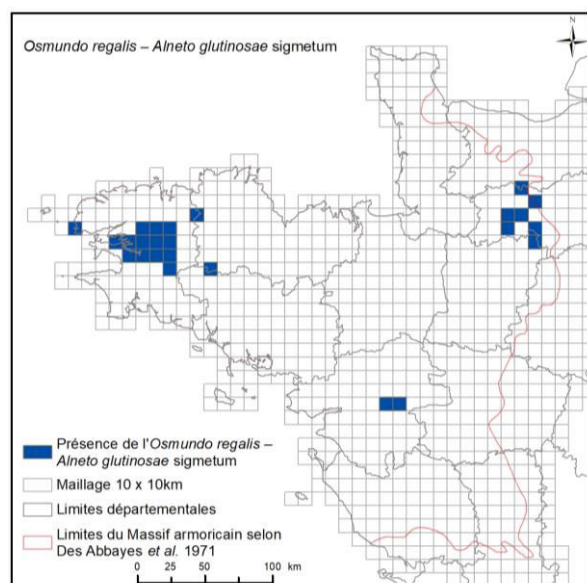 Osmundo regalis – Alneto glutinosae sigmetum
N
Présence de l'Osmundo regalis –
Alneto glutinosae sigmetum
Maillage 10 x 10km
Limites départementales
Limites du Massif armoricain selon
Des Abbayes et al. 1971
0 25 50 100 km